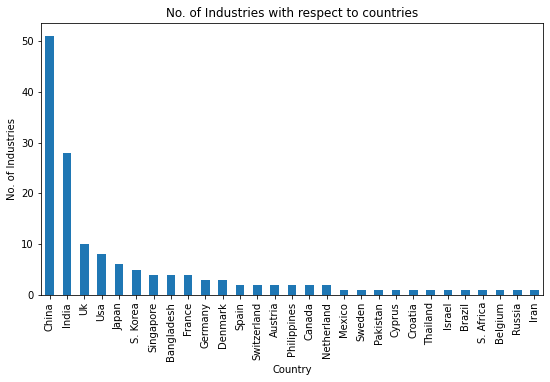 No. of Industries with respect to countries
50
40
30
20
10
0
No. of Industries
China
India
Uk
Usa
Japan
S. Korea
Singapore
Bangladesh
France
Germany
Denmark
Spain
Switzerland
Austria
Philippines
Canada
Netherland
Mexico
Sweden
Pakistan
Cyprus
Croatia
Thailand
Israel
Brazil
S. Africa
Belgium
Russia
Iran
Country